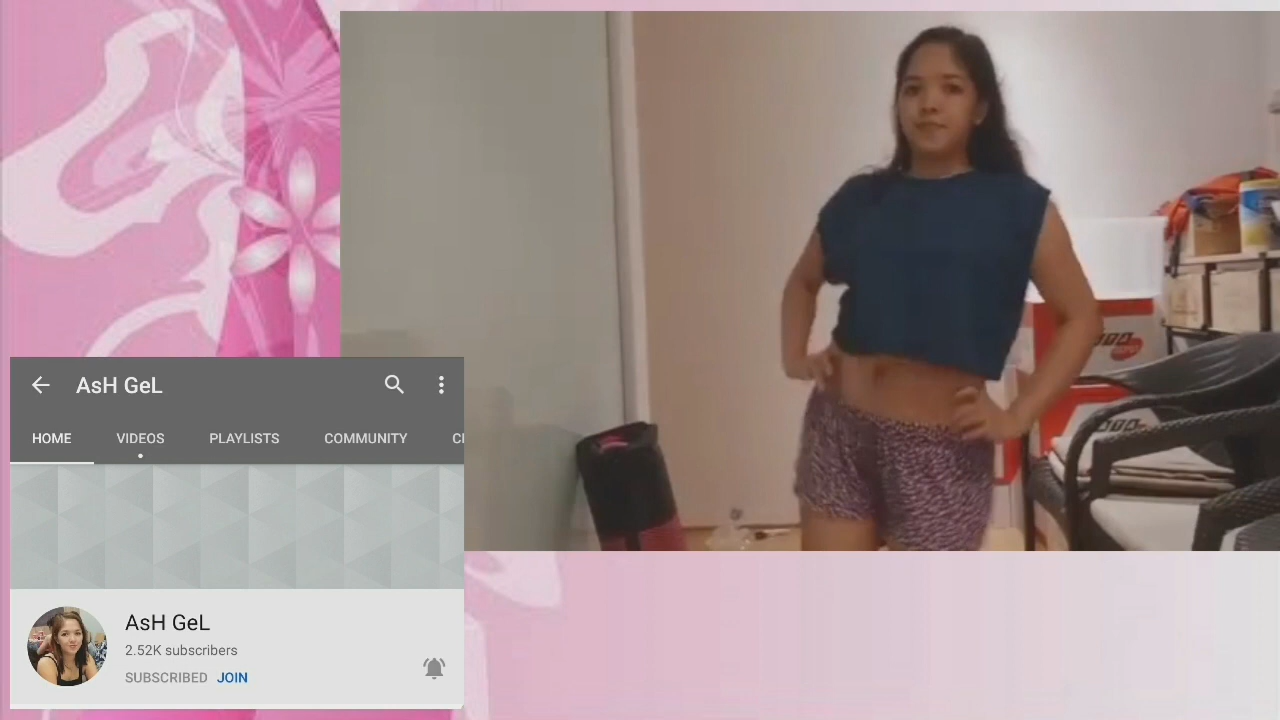 AsH GeL
HOME VIDEOS PLAYLISTS COMMUNITY
AsH GeL
2.52K subscribers
SUBSCRIBED JOIN